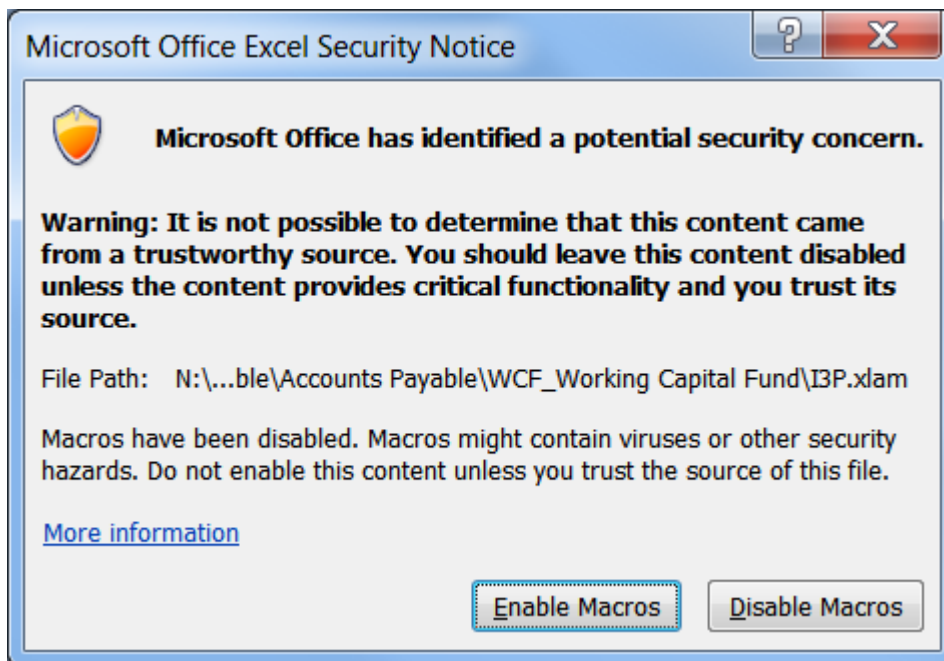 Microsoft Office Excel Security Notice
Microsoft Office has identified a potential security concern.
Warning: It is not possible to determine that this content came
from a trustworthy source. You should leave this content disabled
unless the content provides critical functionality and you trust its
source.
File Path: N:\...ble\Accounts Payable\WCF_Working Capital Fund\I3P.xlam
Macros have been disabled. Macros might contain viruses or other security
hazards. Do not enable this content unless you trust the source of this file.
More information
Enable Macros
Disable Macros